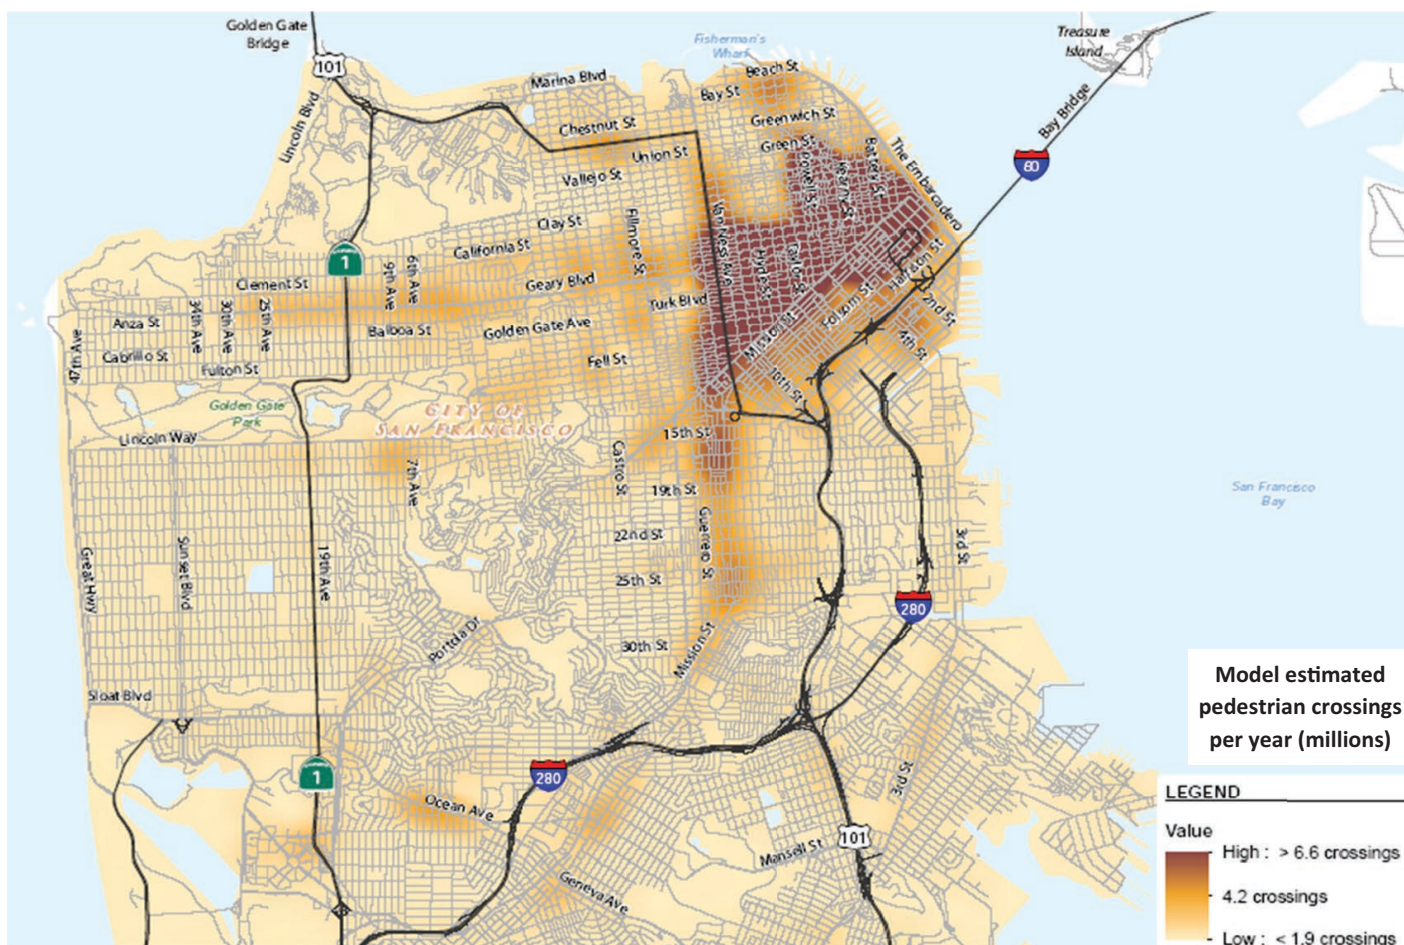 Golden Gate
Bridge
101
Fisherman's
Wharf
Treasure
Island
Marina Blvd
Beach St
Bay St
Lincoln Blvd
Chestnut St
Greenwich St
Bay Bridge
Union St
Green St
80
Vallejo St
Powell St
Kearny St
Battery St
The Embarcadero
Clay St
California St
Fillmore St
Van Ness Ave
1
9th Ave
6th Ave
Clement St
Geary Blvd
Hyde St
Taylor St
Harrison St
Turk Blvd
Folsom St
2nd St
34th Ave
30th Ave
25th Ave
Anza St
Balboa St
Golden Gate Ave
Mission St
4th St
47th Ave
Cabrillo St
Fulton St
Fell St
10th St
Golden Gate
Park
CITY OF
SAN FRANCISCO
Lincoln Way
15th St
7th Ave
Castro St
19th St
San Francisco
Bay
Guerrero St
22nd St
3rd St
Great Hwy
Sunset Blvd
19th Ave
25th St
280
Portola Dr
30th St
Mission St
Sloat Blvd
1
280
3rd St
Ocean Ave
101
Mansell St
Geneva Ave
Model estimated
pedestrian crossings
per year (millions)
LEGEND
Value
High : > 6.6 crossings
4.2 crossings
Low : < 1.9 crossings